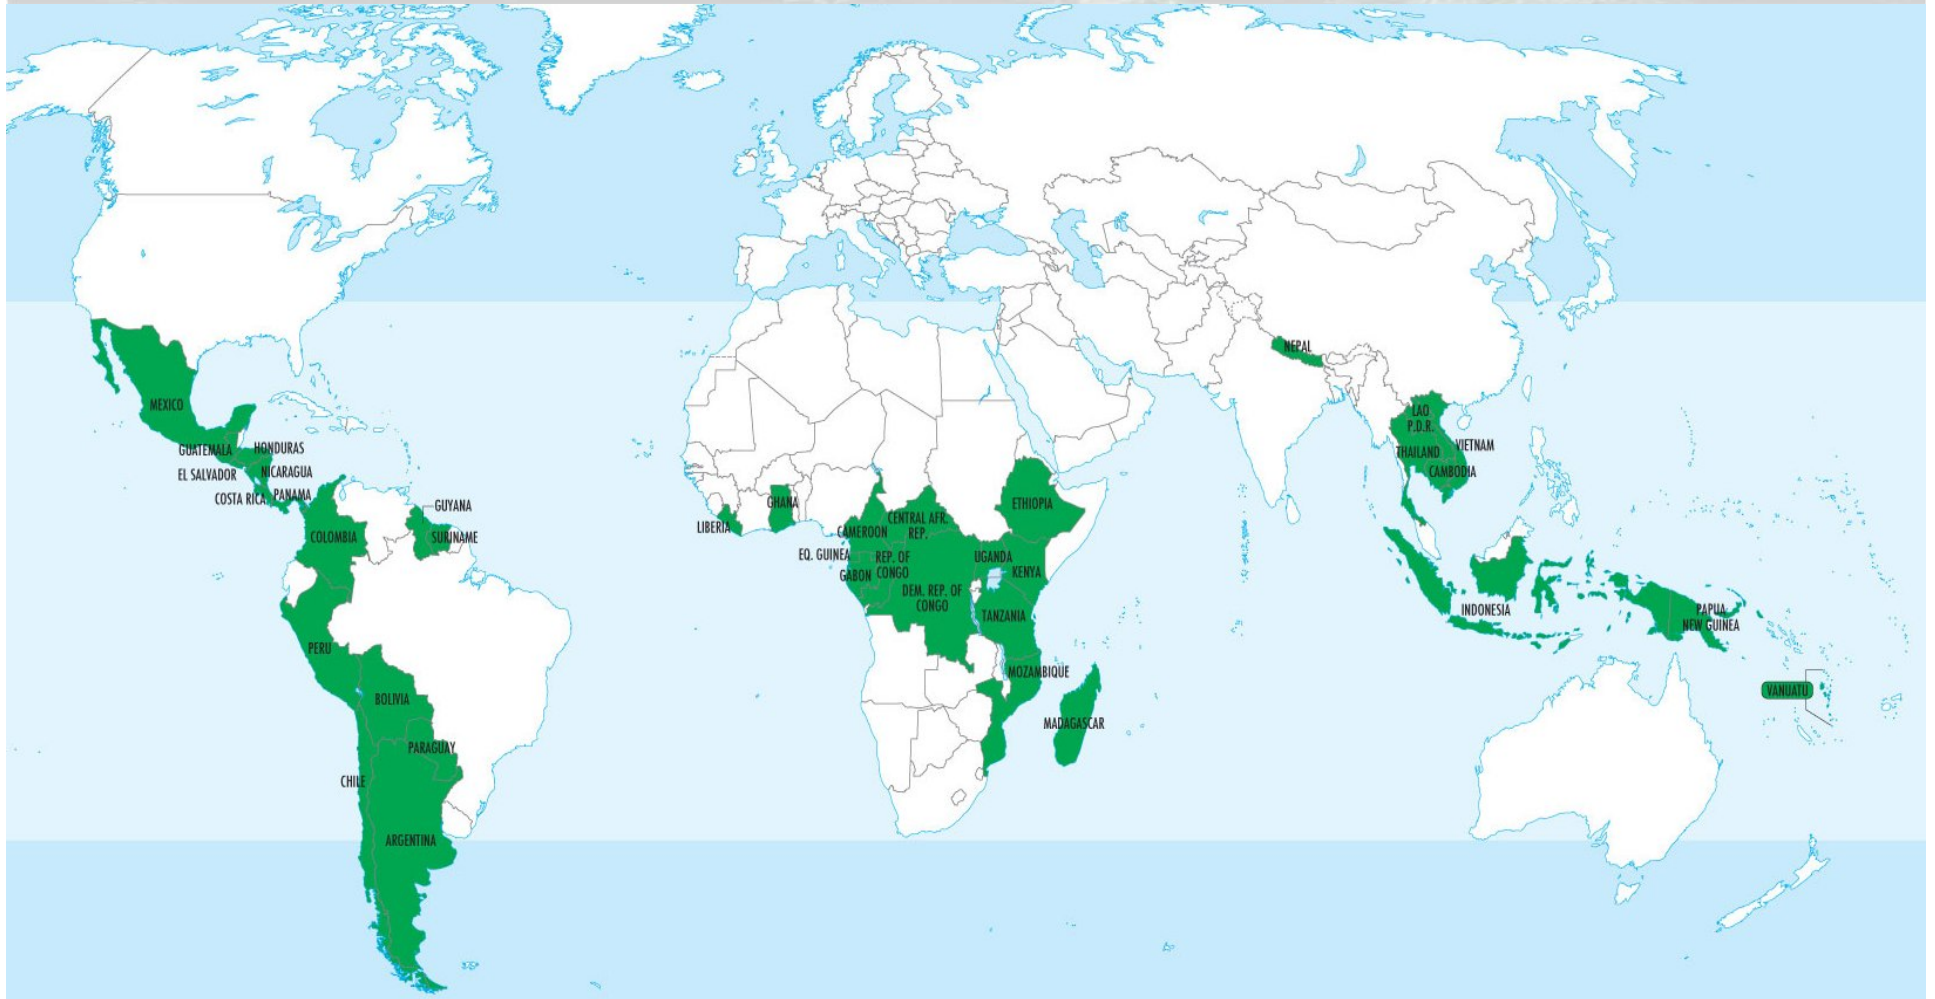 MEXICO
GUATEMALA
HONDURAS
EL SALVADOR
NICARAGUA
COSTA RICA
PANAMA
GUYANA
SURINAME
COLOMBIA
PERU
BOLIVIA
PARAGUAY
CHILE
ARGENTINA
LIBERIA
GHANA
CAMEROON
CENTRAL AFR.
REP.
ETHIOPIA
EQ. GUINEA
GABON
REP. OF
CONGO
UGANDA
KENYA
DEM. REP. OF
CONGO
TANZANIA
MOZAMBIQUE
MADAGASCAR
NEPAL
LAO
P.D.R.
VIETNAM
THAILAND
CAMBODIA
INDONESIA
PAPUA
NEW GUINEA
VANUATU